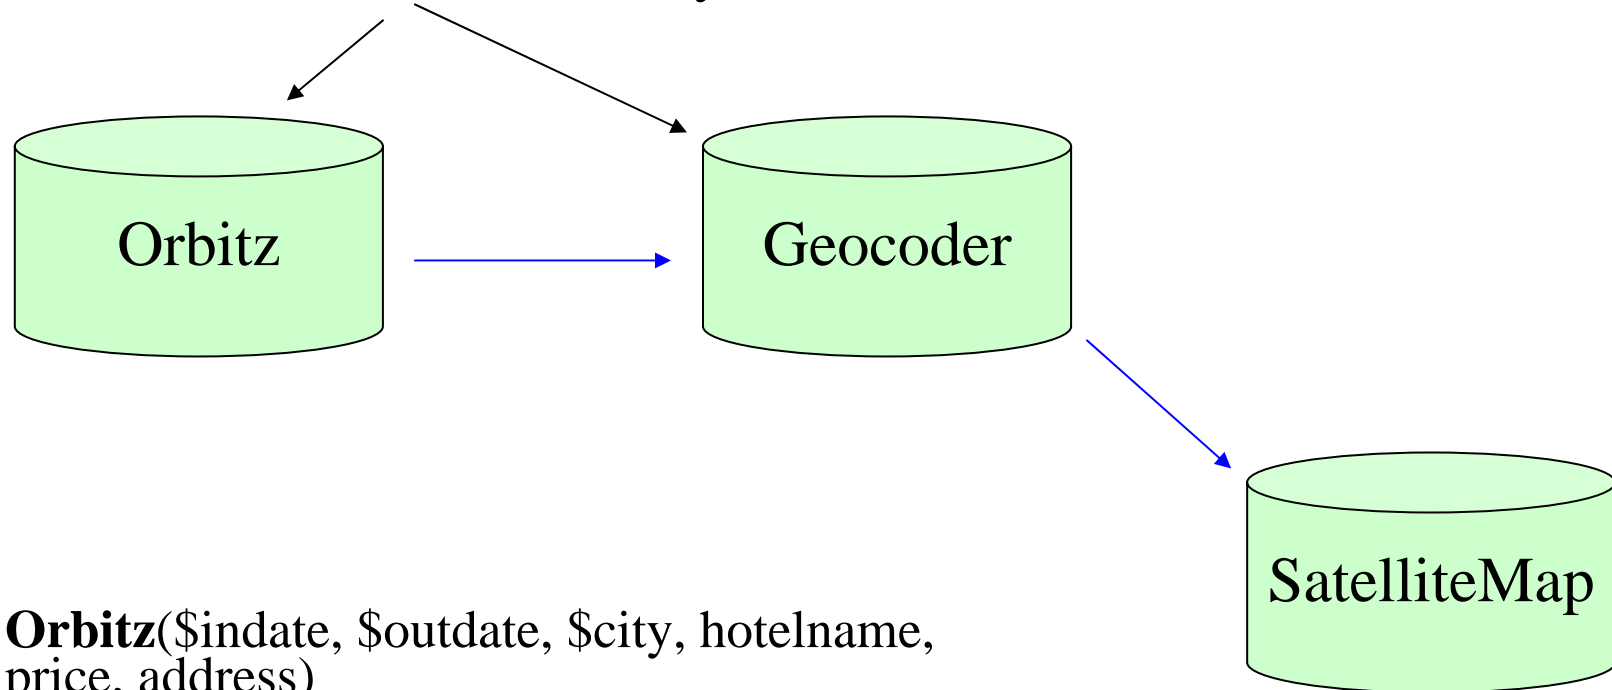 Orbitz
Geocoder
SatelliteMap
Orbitz($indate, $outdate, $city, hotelname,
price, address)